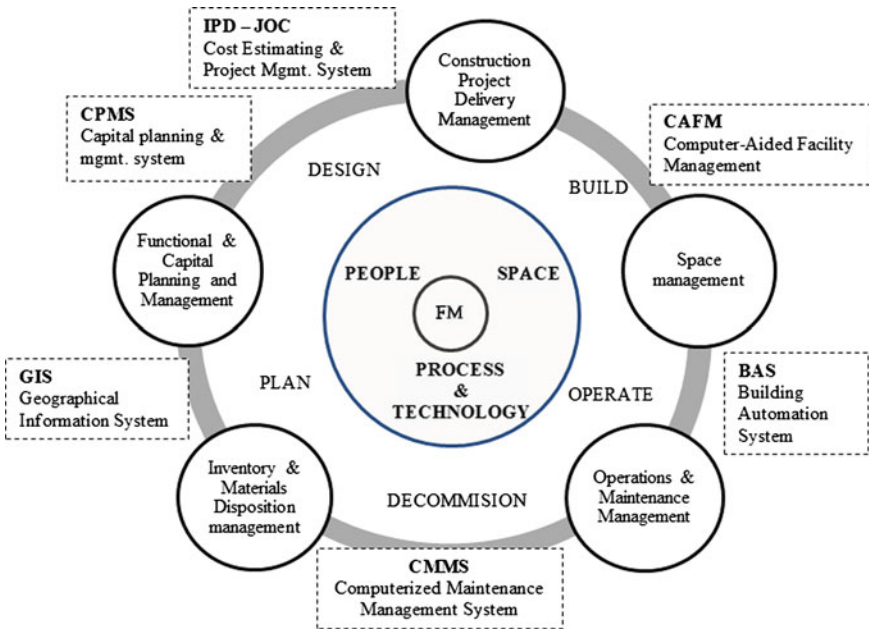 IPD – JOC
Cost Estimating &
Project Mgmt. System
Construction
Project
Delivery
Management
CPMS
Capital planning &
mgmt. system
CAFM
Computer-Aided Facility
Management
DESIGN
BUILD
Functional &
Capital
Planning and
Management
PEOPLE
SPACE
FM
PROCESS
&
TECHNOLOGY
Space
management
GIS
Geographical
Information System
PLAN
OPERATE
BAS
Building
Automation
System
Inventory &
Materials
Disposition
management
DECOMMISION
Operations &
Maintenance
Management
CMMS
Computerized Maintenance
Management System